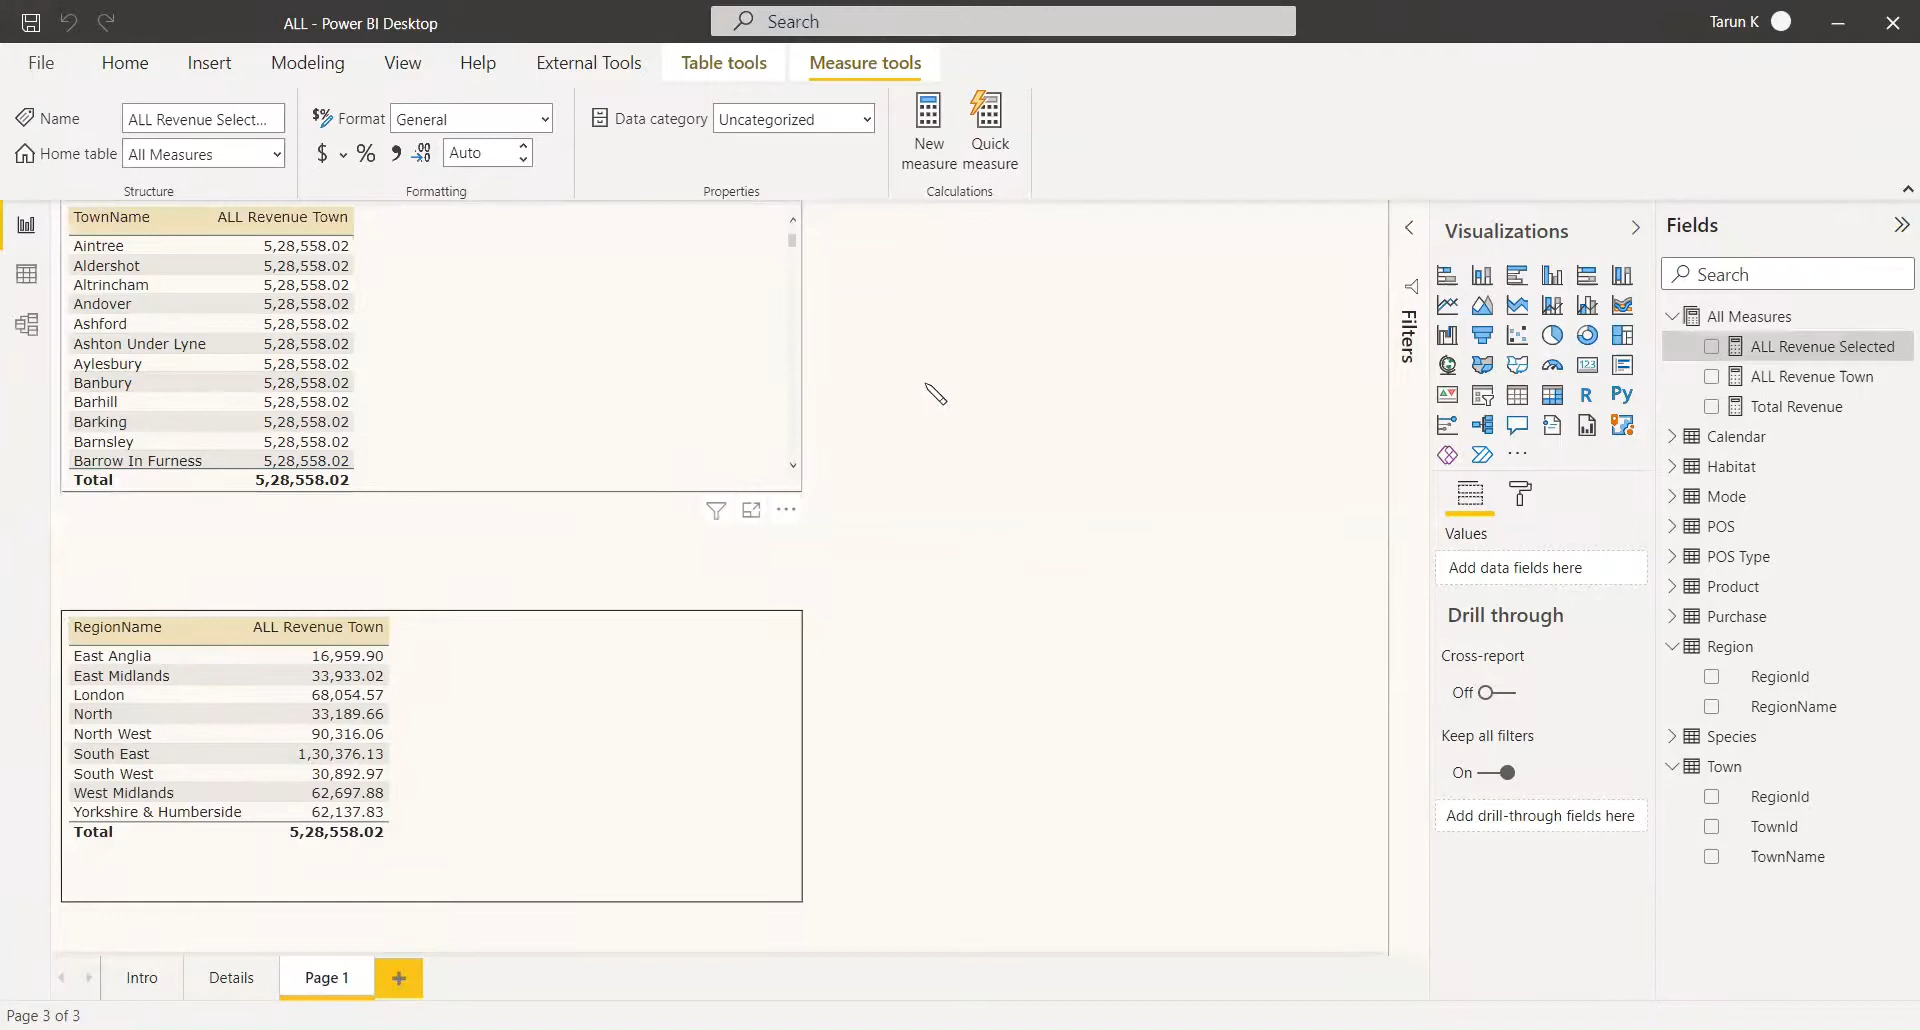 ALL - Power BI Desktop
Search
Tarun K
File
Home
Insert
Modeling
View
Help
External Tools
Table tools
Measure tools
Name
ALL Revenue Select...
$% Format
General
Data category
Uncategorized
New measure
Quick measure
Home table
All Measures
$ % , .00 →.0
Auto
Structure
Formatting
Properties
Calculations
TownName ALL Revenue Town
Aintree 5,28,558.02
Aldershot 5,28,558.02
Altrincham 5,28,558.02
Andover 5,28,558.02
Ashford 5,28,558.02
Ashton Under Lyne 5,28,558.02
Aylesbury 5,28,558.02
Banbury 5,28,558.02
Barhill 5,28,558.02
Barking 5,28,558.02
Barnsley 5,28,558.02
Barrow In Furness 5,28,558.02
Total 5,28,558.02
RegionName ALL Revenue Town
East Anglia 16,959.90
East Midlands 33,933.02
London 68,054.57
North 33,189.66
North West 90,316.06
South East 1,30,376.13
South West 30,892.97
West Midlands 62,697.88
Yorkshire & Humberside 62,137.83
Total 5,28,558.02
Filters
Visualizations
123
R
Py
...
Values
Add data fields here
Drill through
Cross-report
Off
Keep all filters
On
Add drill-through fields here
Fields
Search
All Measures
ALL Revenue Selected
ALL Revenue Town
Total Revenue
Calendar
Habitat
Mode
POS
POS Type
Product
Purchase
Region
RegionId
RegionName
Species
Town
RegionId
TownId
TownName
Intro
Details
Page 1
+
Page 3 of 3